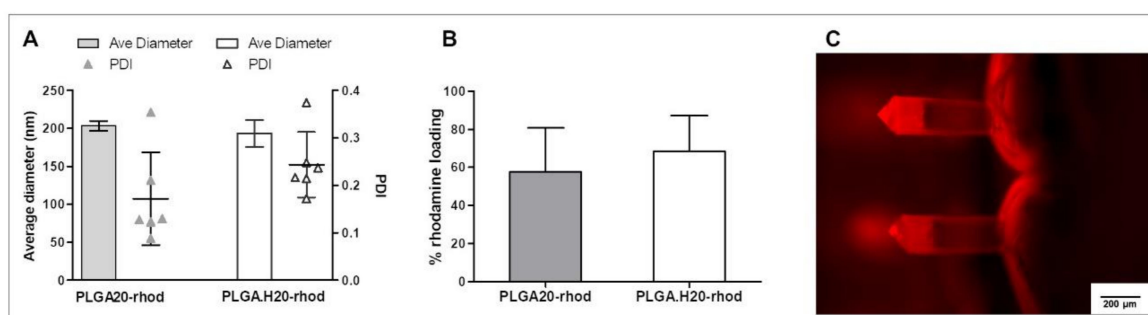 A
Ave Diameter
Ave Diameter
PDI
PDI
Average diameter (nm)
250
200
150
100
50
0
0.4
0.3
0.2
0.1
0.0
PDI
PLGA20-rhod
PLGA.H20-rhod
B
% rhodamine loading
100
80
60
40
20
0
PLGA20-rhod
PLGA.H20-rhod
C
200 µm